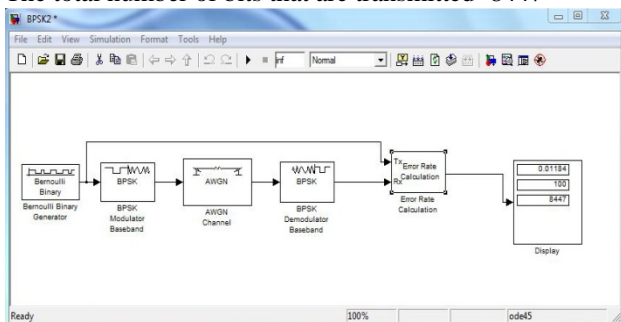 The total number of bits that are transmitted=8447
BPSK2 *
File Edit View Simulation Format Tools Help
inf Normal
Bernoulli
Binary
Bernoulli Binary
Generator
BPSK
BPSK
Modulator
Baseband
AWGN
AWGN
Channel
BPSK
BPSK
Demodulator
Baseband
Tx
Rx
Error Rate
Calculation
Error Rate
Calculation
0.01184
100
8447
Display
Ready 100% ode45